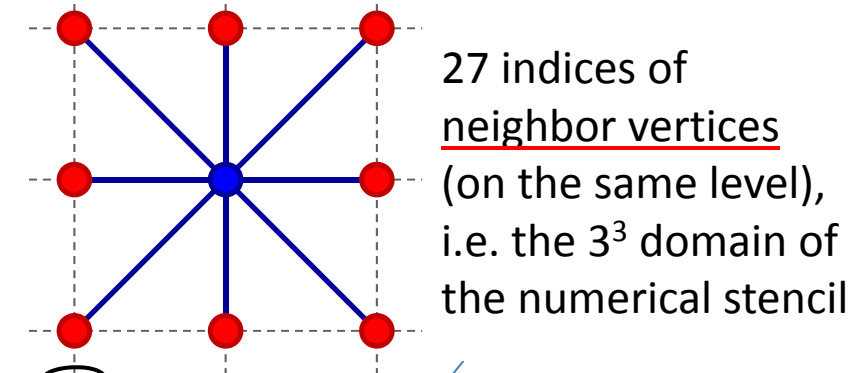 27 indices of
neighbor vertices
(on the same level),
i.e. the 3³ domain of
the numerical stencil